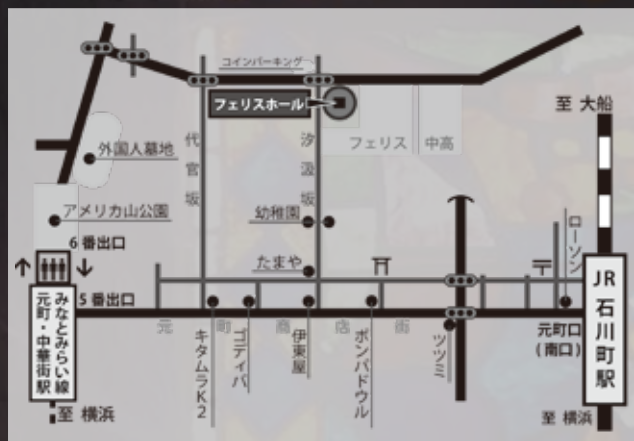 コインパーキング
フェリスホール
至 大船
代官坂
汐汲坂
フェリス
中高
外国人墓地
アメリカ山公園
幼稚園
6番出口
たまや
ローソン
〒
みなとみらい線
元町・中華街駅
5番出口
JR 石川町駅
元町口
(南口)
元町商店街
キタムラK2
ゴディバ
伊東屋
ポンパドウル
ツツミ
至 横浜
至 横浜